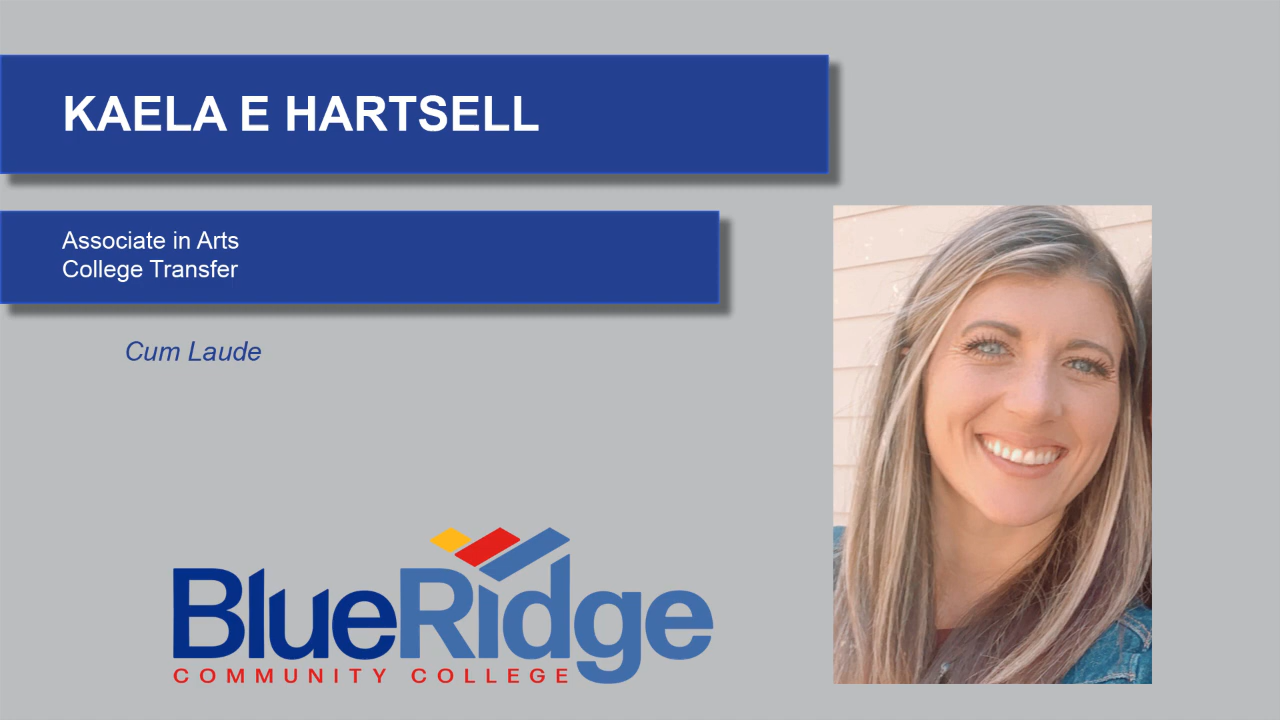 KAELA E HARTSELL
Associate in Arts
College Transfer
Cum Laude
BlueRidge
COMMUNITY COLLEGE